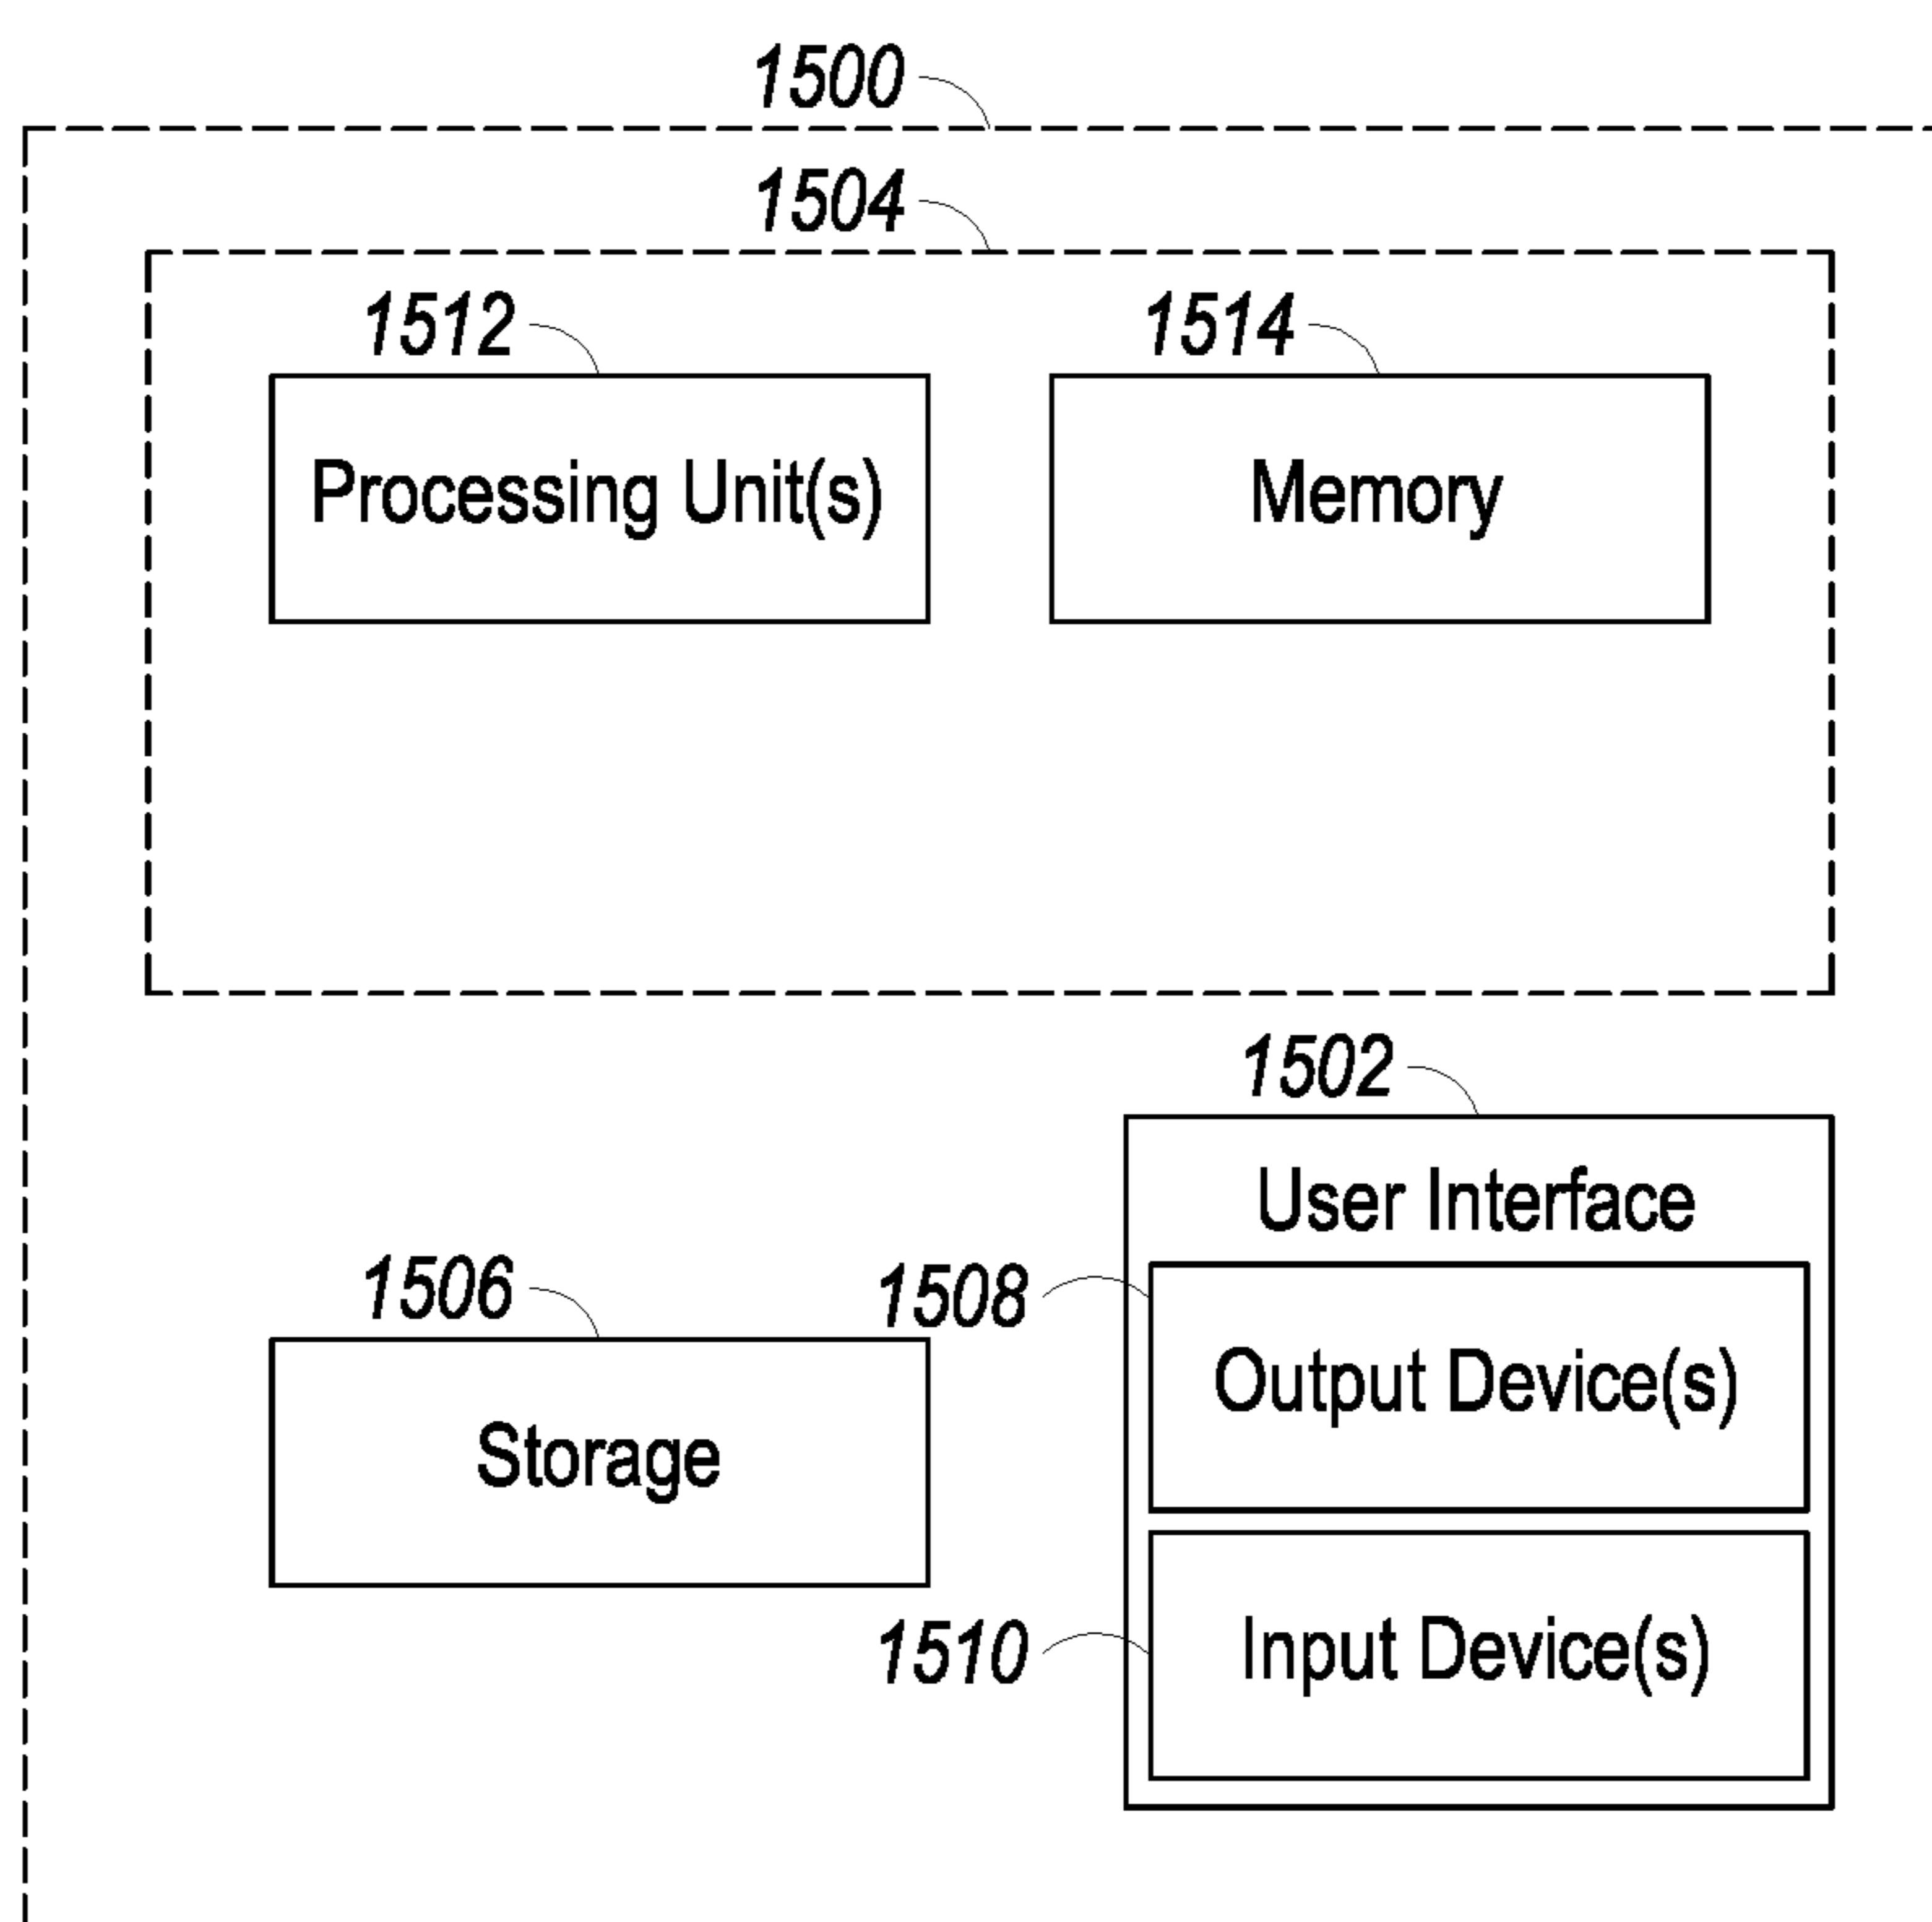 1500
1504
1512
1514
Processing Unit(s)
Memory
1502
User Interface
1506
1508
Output Device(s)
Storage
1510
Input Device(s)